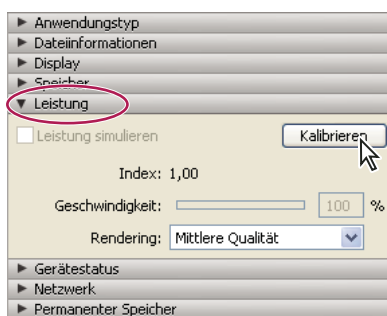 Anwendungstyp
Dateiinformationen
Display
Speicher
Leistung
Leistung simulieren
Kalibrieren
Index: 1,00
Geschwindigkeit: 100 %
Rendering: Mittlere Qualität
Gerätestatus
Netzwerk
Permanenter Speicher